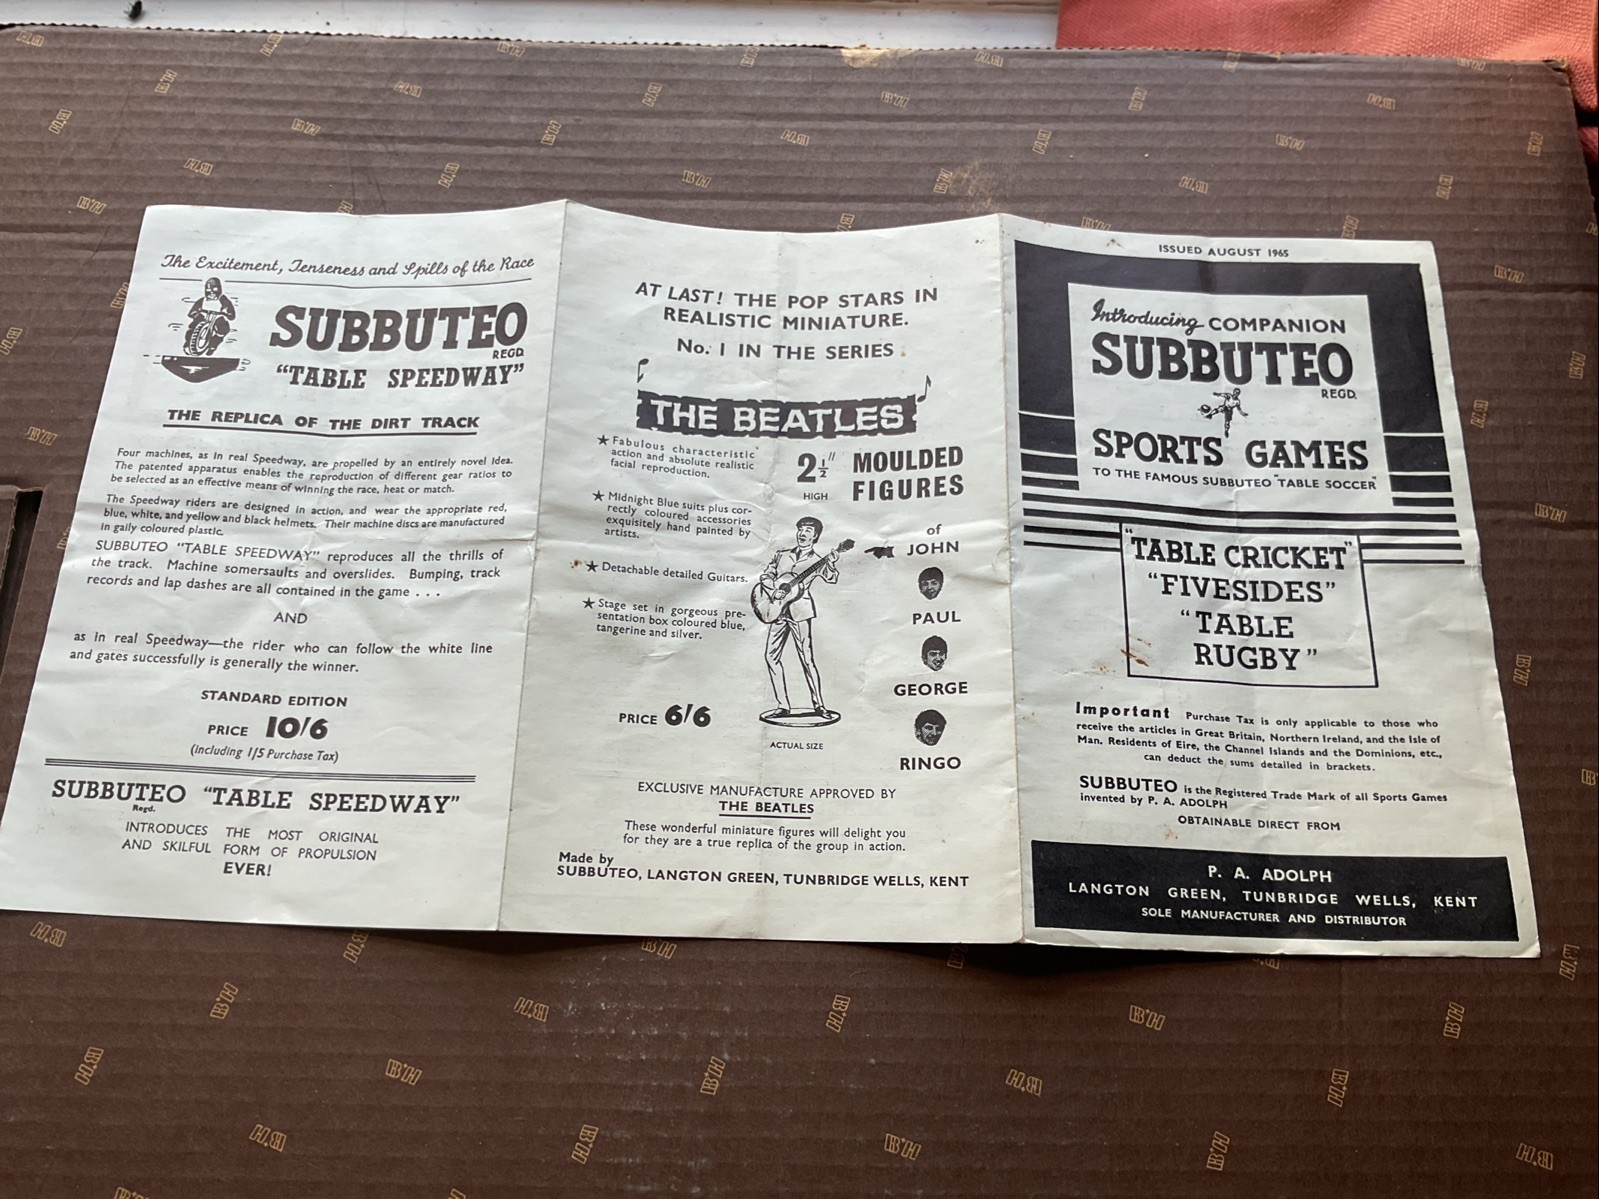 The Excitement, Tenseness and Spills of the Race
SUBBUTEO
REGD.
"TABLE SPEEDWAY"
THE REPLICA OF THE DIRT TRACK
Four machines, as in real Speedway, are propelled by an entirely novel idea.
The patented apparatus enables the reproduction of different gear ratios to
be selected as an effective means of winning the race, heat or match.
The Speedway riders are designed in action, and wear the appropriate red,
blue, white, and yellow and black helmets. Their machine discs are manufactured
in gaily coloured plastic.
SUBBUTEO "TABLE SPEEDWAY" reproduces all the thrills of
the track. Machine somersaults and overslides. Bumping, track
records and lap dashes are all contained in the game . . .
AND
as in real Speedway—the rider who can follow the white line
and gates successfully is generally the winner.
STANDARD EDITION
PRICE 10/6
(including 1/5 Purchase Tax)
SUBBUTEO "TABLE SPEEDWAY"
Regd.
INTRODUCES THE MOST ORIGINAL
AND SKILFUL FORM OF PROPULSION
EVER!
AT LAST! THE POP STARS IN
REALISTIC MINIATURE.
No. 1 IN THE SERIES
THE BEATLES
★ Fabulous characteristic
action and absolute realistic
facial reproduction.
★ Midnight Blue suits plus cor-
rectly coloured accessories
exquisitely hand painted by
artists.
★ Detachable detailed Guitars.
★ Stage set in gorgeous pre-
sentation box coloured blue,
tangerine and silver.
2½"
HIGH
MOULDED
FIGURES
of
JOHN
PAUL
GEORGE
RINGO
PRICE 6/6
ACTUAL SIZE
EXCLUSIVE MANUFACTURE APPROVED BY
THE BEATLES
These wonderful miniature figures will delight you
for they are a true replica of the group in action.
Made by
SUBBUTEO, LANGTON GREEN, TUNBRIDGE WELLS, KENT
ISSUED AUGUST 1965
Introducing COMPANION
SUBBUTEO
REGD.
SPORTS GAMES
TO THE FAMOUS SUBBUTEO "TABLE SOCCER"
"TABLE CRICKET"
"FIVESIDES"
"TABLE
RUGBY"
Important Purchase Tax is only applicable to those who
receive the articles in Great Britain, Northern Ireland, and the Isle of
Man. Residents of Eire, the Channel Islands and the Dominions, etc.,
can deduct the sums detailed in brackets.
SUBBUTEO is the Registered Trade Mark of all Sports Games
invented by P. A. ADOLPH
OBTAINABLE DIRECT FROM
P. A. ADOLPH
LANGTON GREEN, TUNBRIDGE WELLS, KENT
SOLE MANUFACTURER AND DISTRIBUTOR